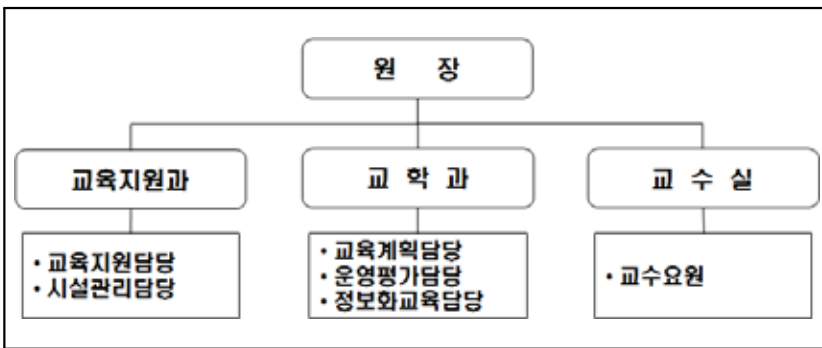 원 장
교육지원과
교 학 과
교 수 실
• 교육지원담당
• 시설관리담당
• 교육계획담당
• 운영평가담당
• 정보화교육담당
• 교수요원